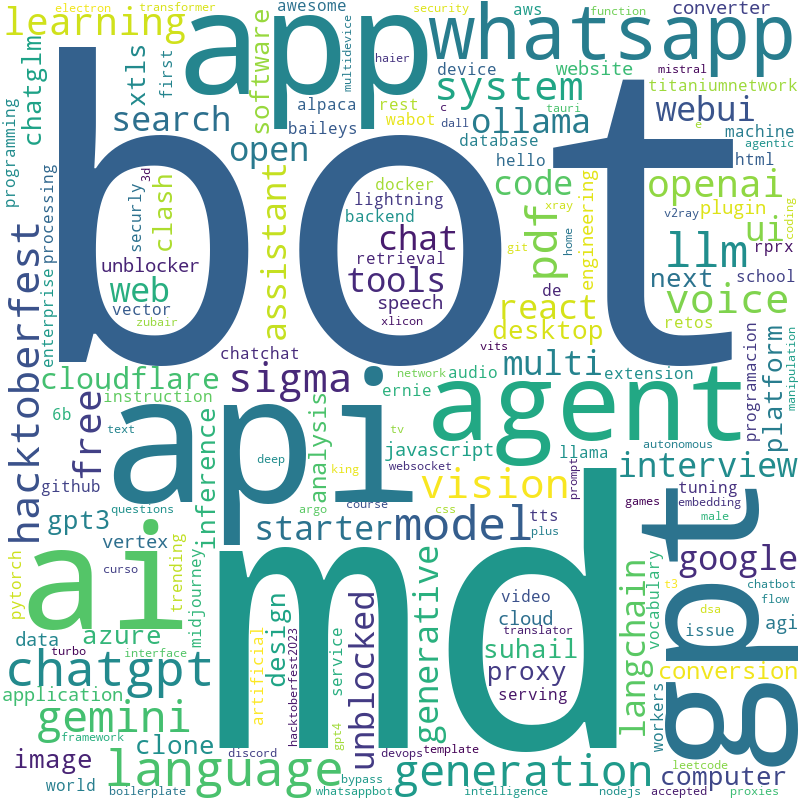 electron
transformer
learning
app
awesome
whatsapp
security
aws
function
converter
haier
multidevice
programming
chatglm
first
xtls
software
device
system
website
titaniumnetwork
mistral
search
alpaca
rest
c
dall
tauri
ollama
webui
baileys
wabot
database
e
machine
agentic
open
hello
html
bot
3d
securly
clash
assistant
docker
lightning
backend
code
pdf
xray
engineering
openai
v2ray
plugin
coding
ui
chat
retrieval
tools
git
home
llm
rprx
unblocker
web
vector
zubair
speech
xlicon
de
next
school
voice
hacktoberfest
enterprise
processing
react
desktop
retos
programacion
platform
manipulation
chatchat
vits
multi
extension
cloudflare
sigma
network
audio
ernie
agent
instruction
6b
free
text
api
inference
analysis
tv
javascript
llama
autonomous
deep
king
websocket
prompt
interview
github
vision
games
tuning
embedding
questions
argo
course
css
male
gpt3
starter
model
tts
plus
gpt
vertex
google
pytorch
curso
ai
trending
midjourney
md
generative
langchain
vocabulary
t3
chatbot
flow
dsa
video
cloud
translator
issue
agi
data
azure
design
service
unblocked
suhail
turbo
interface
artificial
hacktoberfest2023
chatgpt
proxy
conversion
serving
application
gemini
workers
framework
clone
gpt4
devops
template
discord
image
leetcode
world
language
bypass
generation
computer
boilerplate
whatsappbot
intelligence
nodejs
accepted
proxies